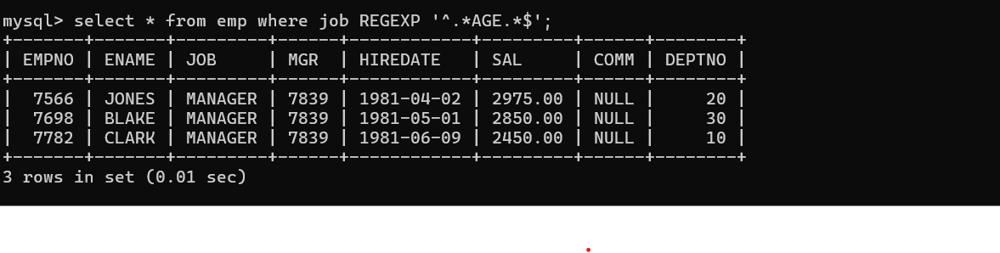 mysql> select * from emp where job REGEXP '^.*AGE.*$';
+-------+-------+---------+------+------------+---------+------+--------+
| EMPNO | ENAME | JOB     | MGR  | HIREDATE   | SAL     | COMM | DEPTNO |
+-------+-------+---------+------+------------+---------+------+--------+
|  7566 | JONES | MANAGER | 7839 | 1981-04-02 | 2975.00 | NULL |     20 |
|  7698 | BLAKE | MANAGER | 7839 | 1981-05-01 | 2850.00 | NULL |     30 |
|  7782 | CLARK | MANAGER | 7839 | 1981-06-09 | 2450.00 | NULL |     10 |
+-------+-------+---------+------+------------+---------+------+--------+
3 rows in set (0.01 sec)